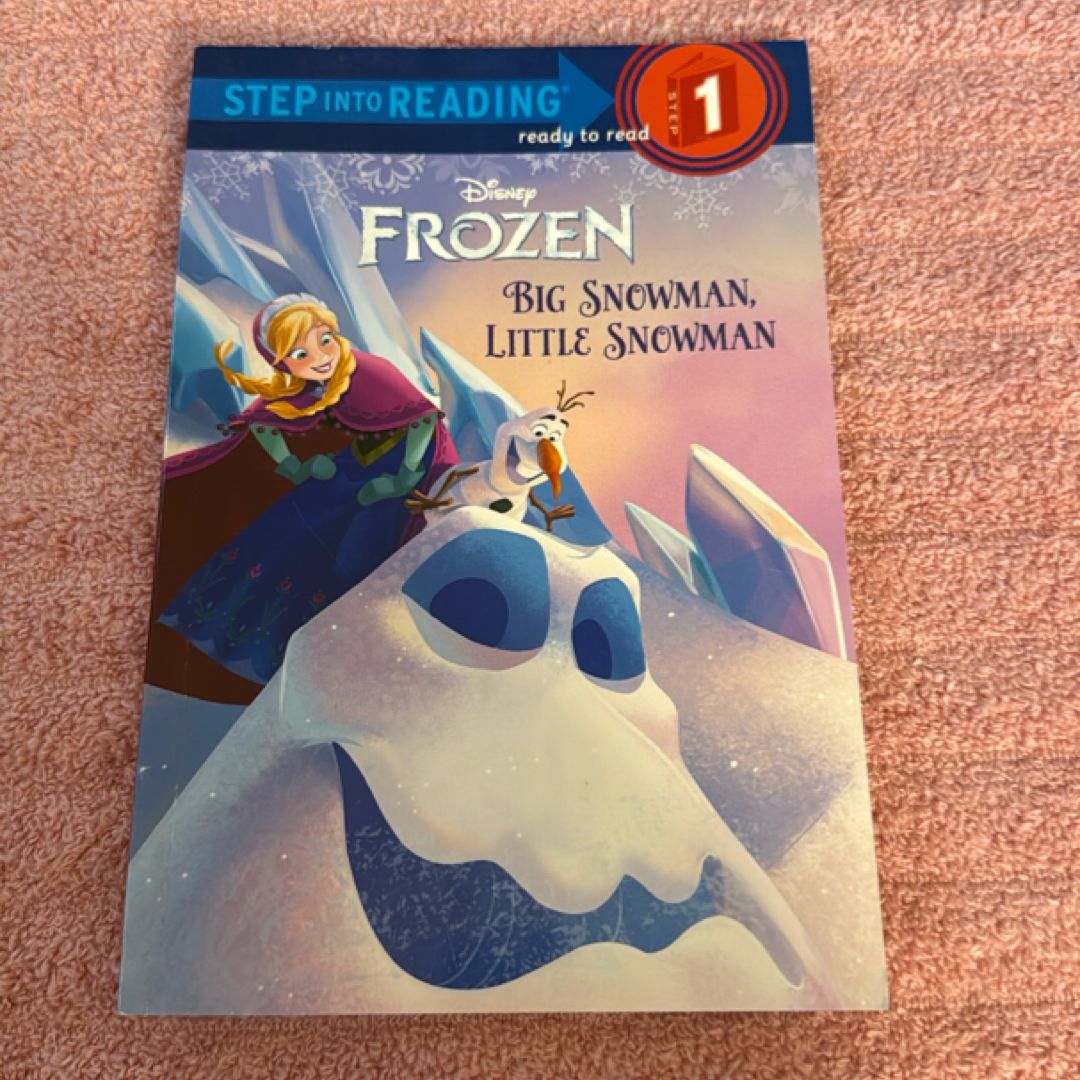 STEP INTO READING®
ready to read
STEP 1
Disney
FROZEN
BIG SNOWMAN,
LITTLE SNOWMAN